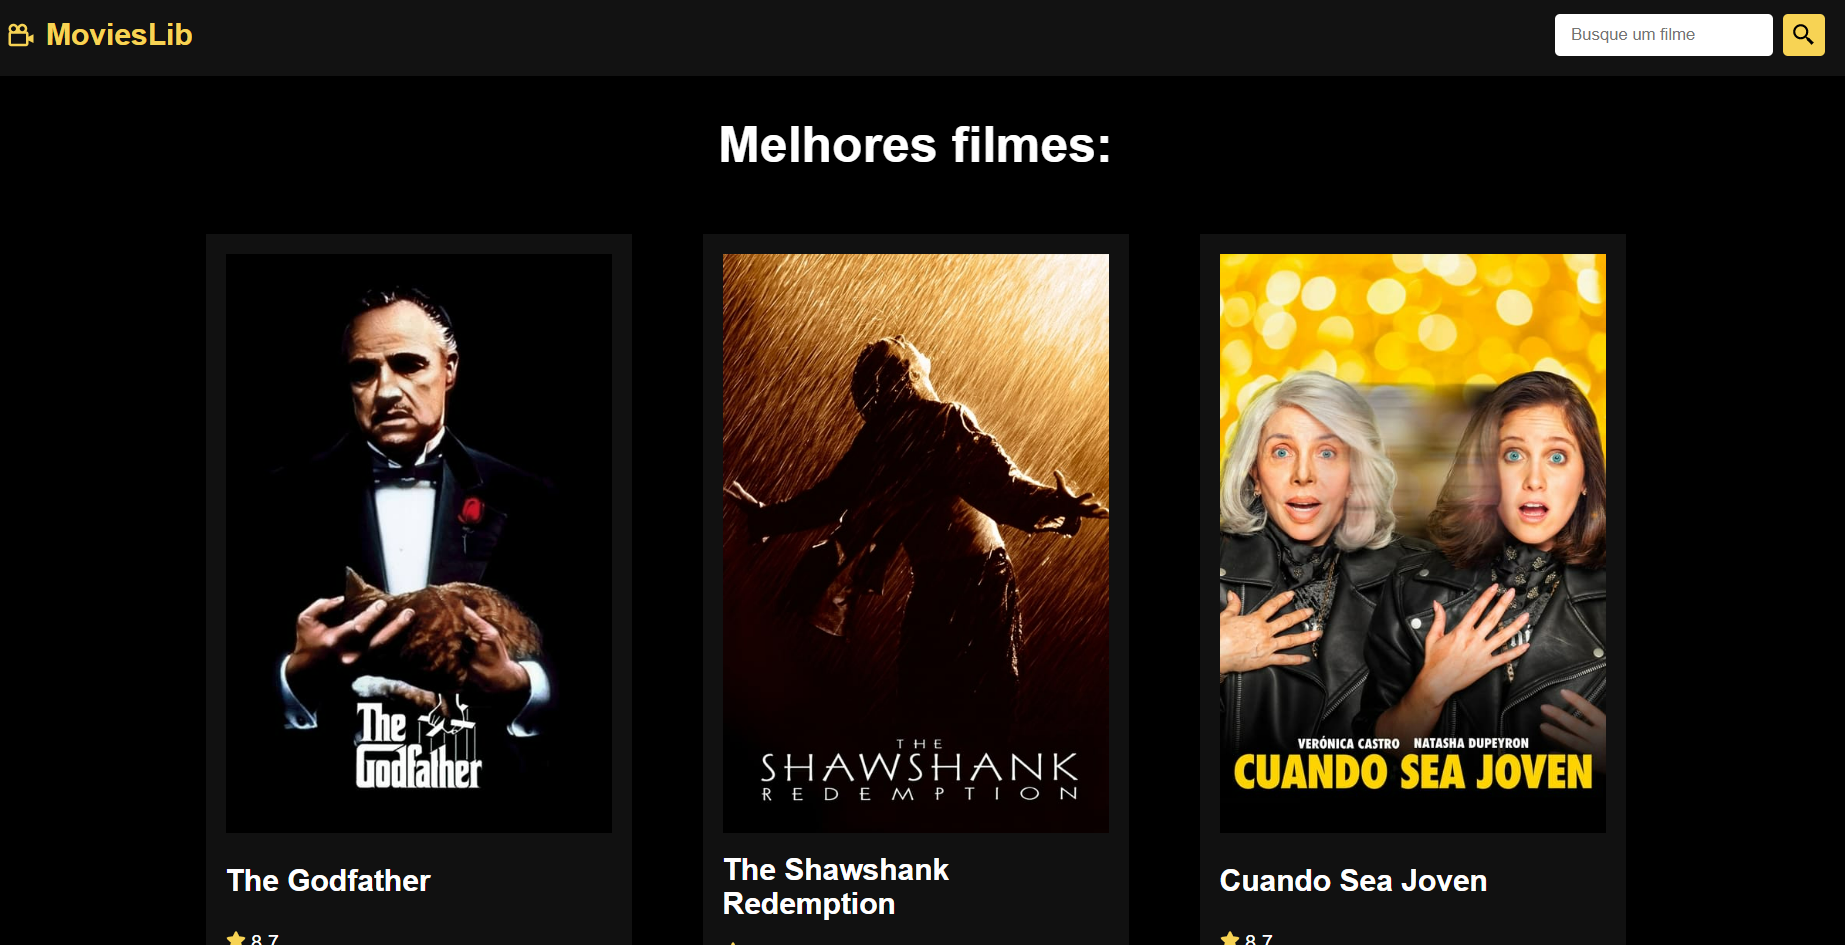 MoviesLib
Busque um filme
Melhores filmes:
The
Godfather
THE
SHAWSHANK
REDEMPTION
VERÓNICA CASTRO NATASHA DUPEYRON
CUANDO SEA JOVEN
The Godfather
The Shawshank
Redemption
Cuando Sea Joven
8.7
8.7